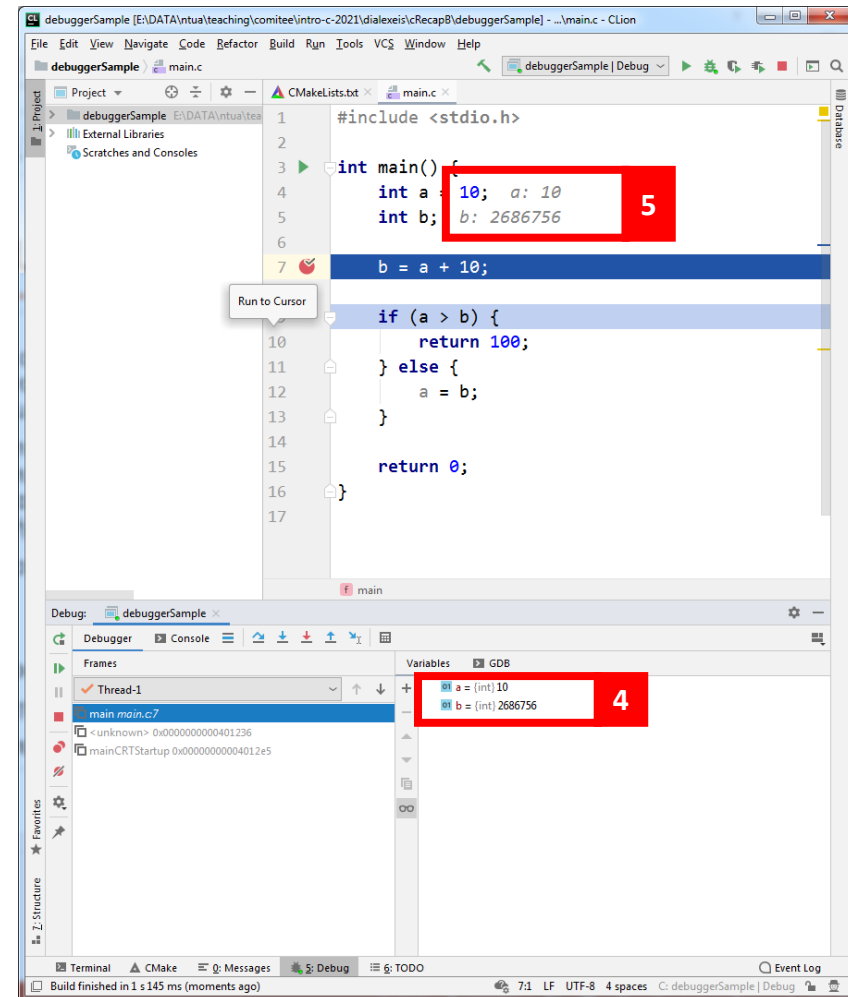 debuggerSample [E:\DATA\ntua\teaching\comitee\intro-c-2021\dialexeis\cRecapB\debuggerSample] - ...\main.c - CLion
File Edit View Navigate Code Refactor Build Run Tools VCS Window Help
debuggerSample main.c debuggerSample | Debug
1: Project
Project
CMakeLists.txt main.c
Database
debuggerSample E:\DATA\ntua\tea
External Libraries
Scratches and Consoles
1 #include <stdio.h>
2
3 int main() {
4 int a = 10; a: 10
5 int b; b: 2686756
5
6
7 b = a + 10;
Run to Cursor
if (a > b) {
10 return 100;
11 } else {
12 a = b;
13 }
14
15 return 0;
16 }
17
f main
Debug: debuggerSample
Debugger Console
Frames
Variables GDB
Thread-1
a = {int} 10
main main.c:7
b = {int} 2686756
4
<unknown> 0x0000000000401236
mainCRTStartup 0x00000000004012e5
Favorites
Z: Structure
Terminal CMake 0: Messages 5: Debug 6: TODO Event Log
Build finished in 1 s 145 ms (moments ago) 7:1 LF UTF-8 4 spaces C: debuggerSample | Debug